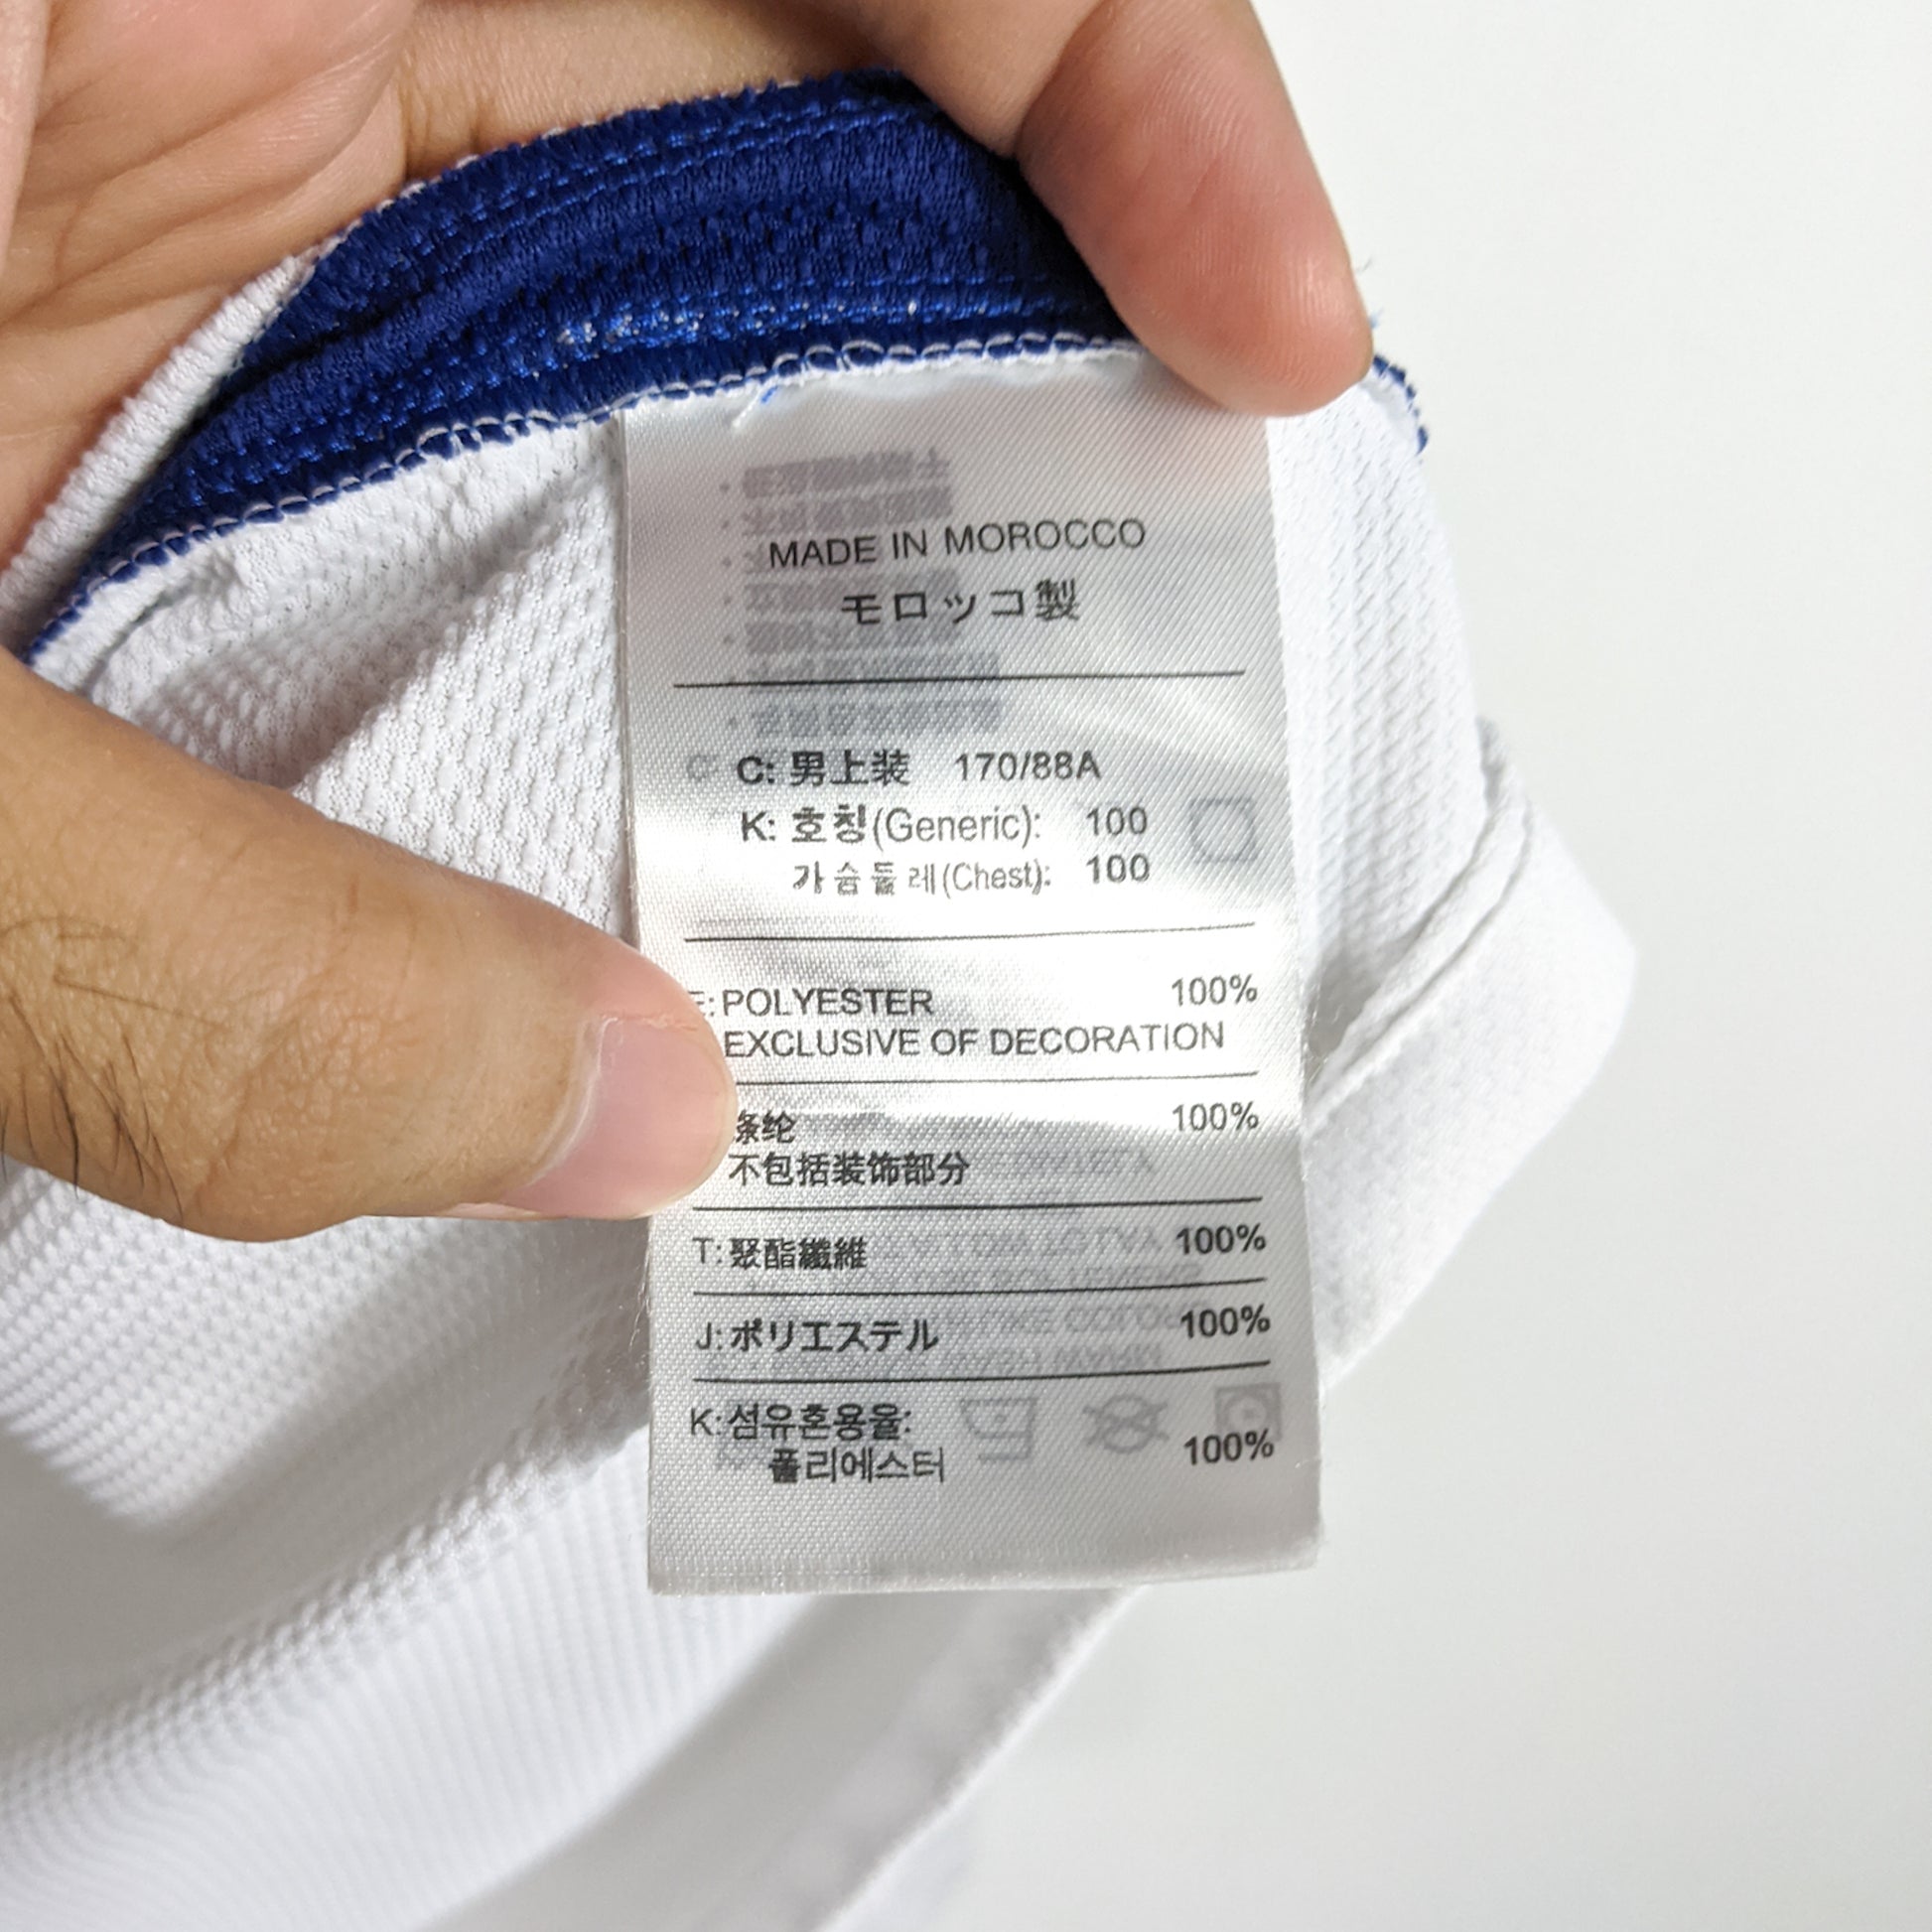 MADE IN MOROCCO
モロッコ製
C: 男上装 170/88A
K: 호칭(Generic): 100
가슴둘레(Chest): 100
E: POLYESTER 100%
EXCLUSIVE OF DECORATION
涤纶 100%
不包括装饰部分
T: 聚酯纖維 100%
J: ポリエステル 100%
K: 섬유혼용율:
폴리에스터 100%